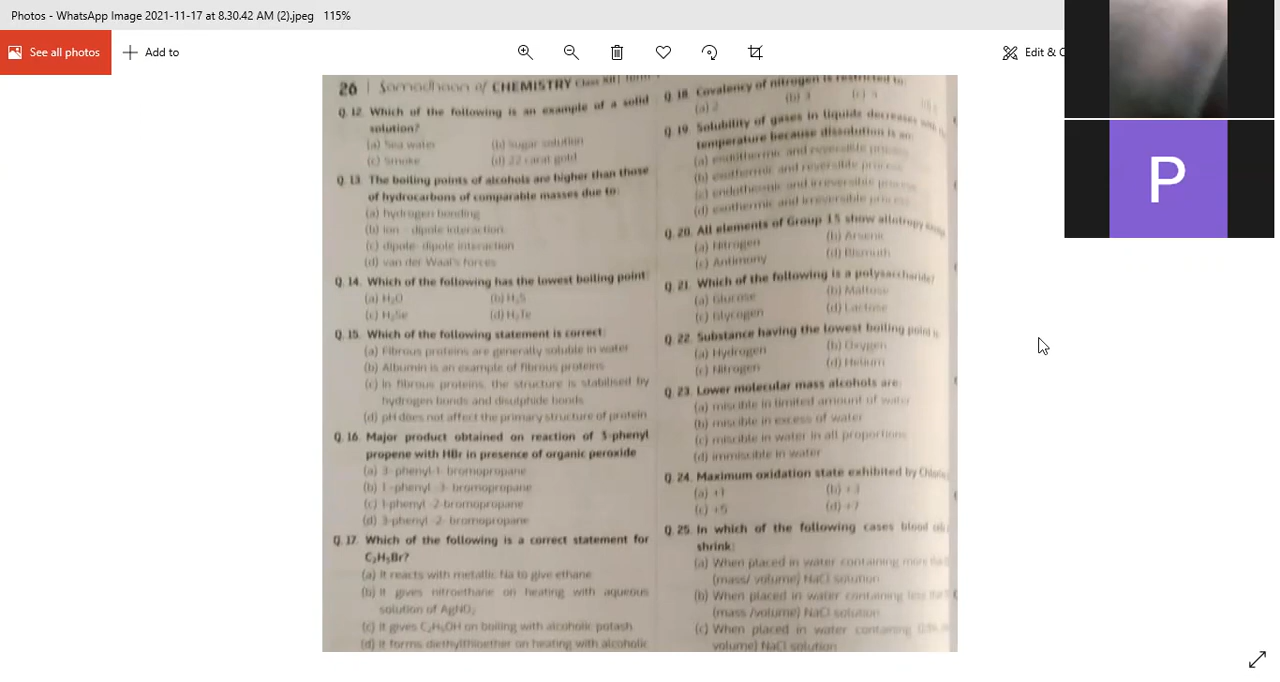 Photos - WhatsApp Image 2021-11-17 at 8.30.42 AM (2).jpeg 115%
See all photos
Add to
Edit & C
P
26 | Samadhaan of CHEMISTRY Class XII
Q. 12. Which of the following is an example of a solid
solution?
(a) Sea water (b) Sugar solution
(c) Smoke (d) 22 carat gold
Q. 13. The boiling points of alcohols are higher than those
of hydrocarbons of comparable masses due to:
(a) hydrogen bonding
(b) ion - dipole interaction
(c) dipole- dipole interaction
(d) van der Waal's forces
Q. 14. Which of the following has the lowest boiling point:
(a) H₂O (b) H₂S
(c) H₂Se (d) H₂Te
Q. 15. Which of the following statement is correct:
(a) Fibrous proteins are generally soluble in water
(b) Albumin is an example of fibrous proteins
(c) In fibrous proteins, the structure is stabilised by
hydrogen bonds and disulphide bonds
(d) pH does not affect the primary structure of protein
Q. 16. Major product obtained on reaction of 3-phenyl
propene with HBr in presence of organic peroxide
(a) 3-phenyl-1- bromopropane
(b) 1-phenyl -3- bromopropane
(c) 1-phenyl -2-bromopropane
(d) 3-phenyl -2- bromopropane
Q. 17. Which of the following is a correct statement for
C₂H₅Br?
(a) It reacts with metallic Na to give ethane
(b) It gives nitroethane on heating with aqueous
solution of AgNO₂
(c) It gives C₂H₅OH on boiling with alcoholic potash
(d) It forms diethylthioether on heating with alcoholic
Q. 18. Covalency of nitrogen is restricted to:
(a) 2 (b) 3 (c) 4
Q. 19. Solubility of gases in liquids decreases with
temperature because dissolution is an:
(a) endothermic and reversible process
(b) exothermic and reversible process
(c) endothermic and irreversible process
(d) exothermic and irreversible process
Q. 20. All elements of Group 15 show allotropy
(a) Nitrogen (b) Arsenic
(c) Antimony (d) Bismuth
Q. 21. Which of the following is a polysaccharide?
(a) Glucose (b) Maltose
(c) Glycogen (d) Lactose
Q. 22. Substance having the lowest boiling point
(a) Hydrogen (b) Oxygen
(c) Nitrogen (d) Helium
Q. 23. Lower molecular mass alcohols are:
(a) miscible in limited amount of water
(b) miscible in excess of water
(c) miscible in water in all proportions
(d) immiscible in water
Q. 24. Maximum oxidation state exhibited by
(a) +1 (b) +3
(c) +5 (d) +7
Q. 25. In which of the following cases blood
shrink:
(a) When placed in water containing more
(mass/ volume) NaCl solution
(b) When placed in water containing less
(mass /volume) NaCl solution
(c) When placed in water containing
volume) NaCl solution